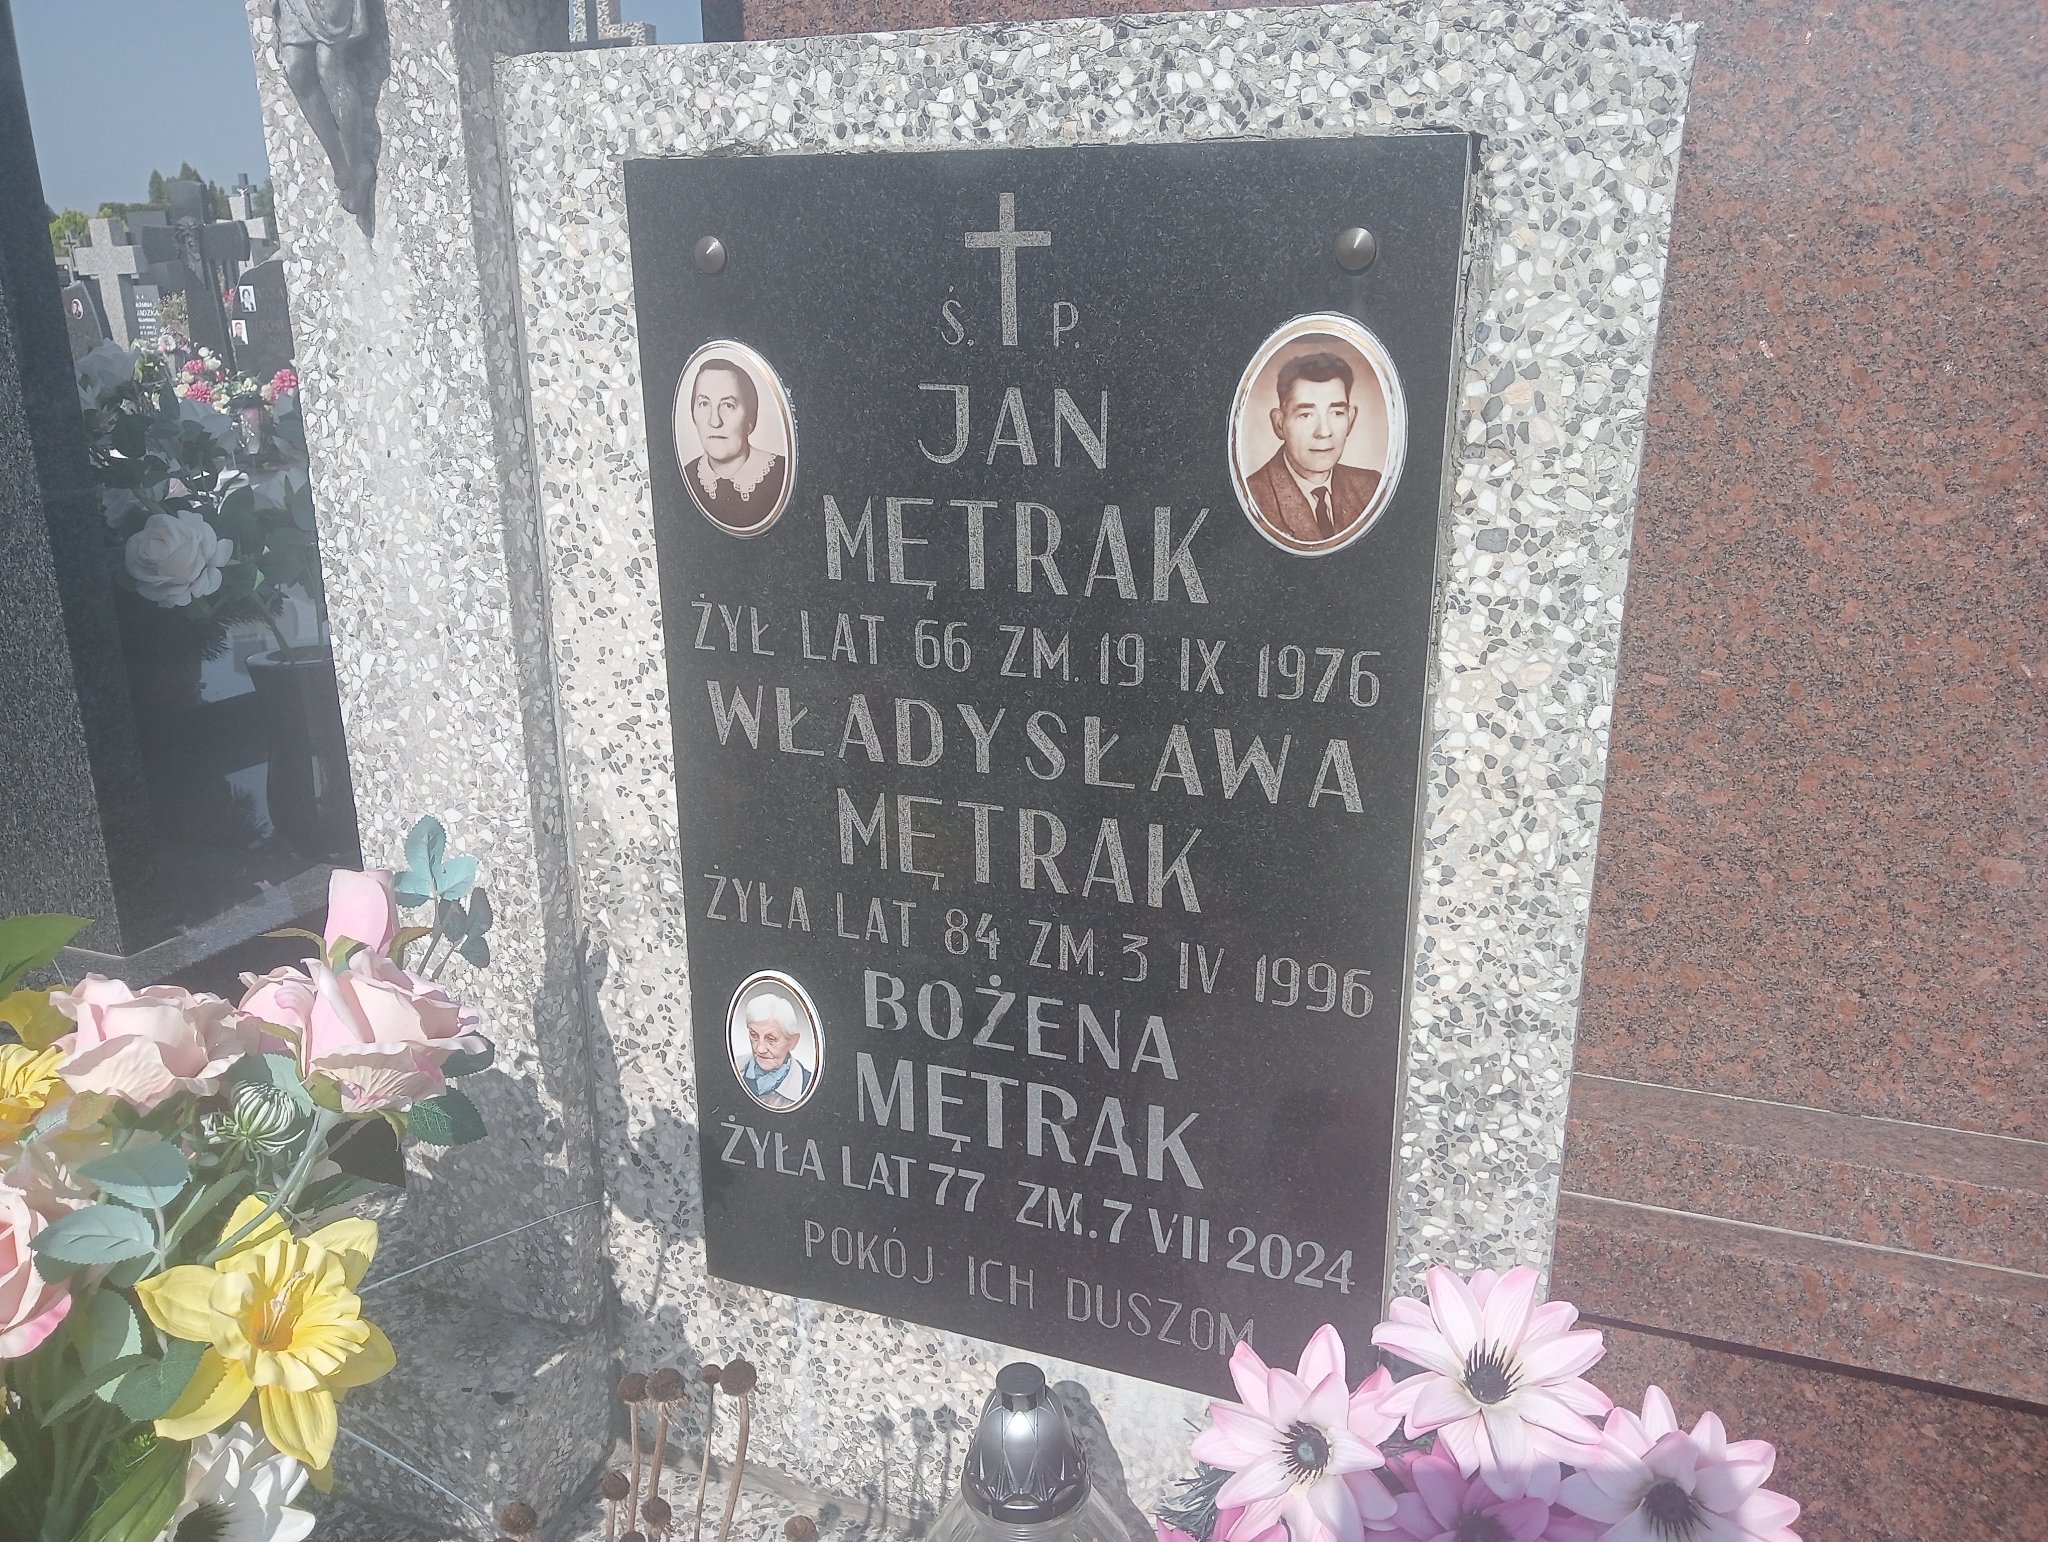 Ś. P.
JAN
MĘTRAK
ŻYŁ LAT 66 ZM. 19 IX 1976
WŁADYSŁAWA
MĘTRAK
ŻYŁA LAT 84 ZM. 3 IV 1996
BOŻENA
MĘTRAK
ŻYŁA LAT 77 ZM. 7 VII 2024
POKÓJ ICH DUSZOM